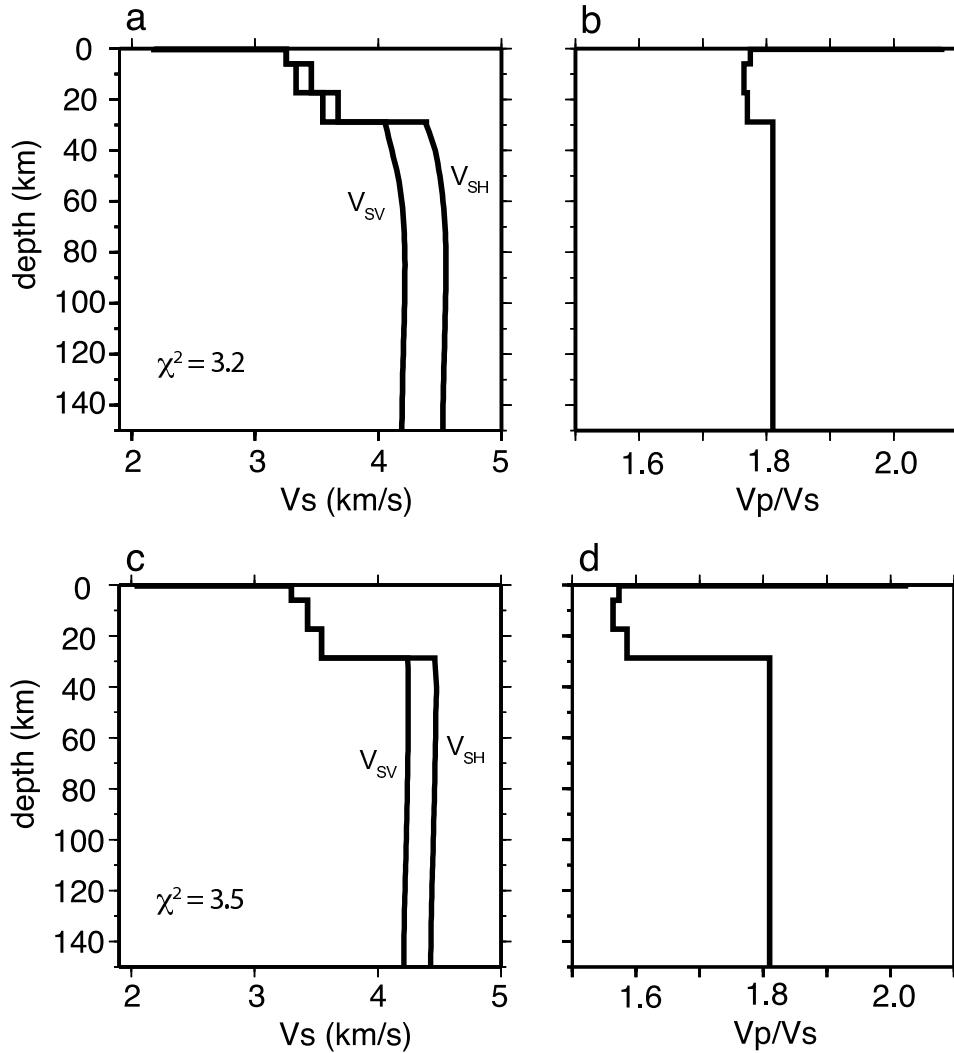 a
b
0
20
40
60
80
100
120
140
depth (km)
V_SV
V_SH
χ² = 3.2
2 3 4 5
Vs (km/s)
1.6 1.8 2.0
Vp/Vs
c
d
0
20
40
60
80
100
120
140
depth (km)
V_SV
V_SH
χ² = 3.5
2 3 4 5
Vs (km/s)
1.6 1.8 2.0
Vp/Vs